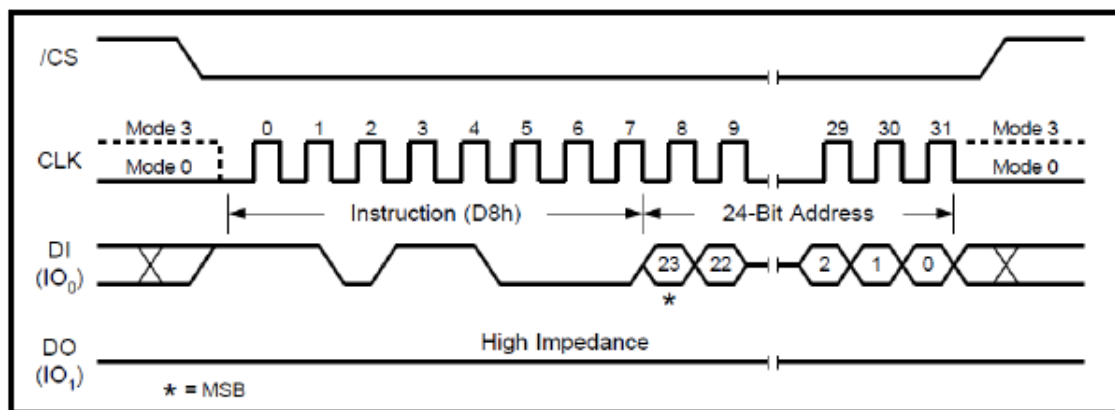 /CS
Mode 3 0 1 2 3 4 5 6 7 8 9 29 30 31 Mode 3
CLK
Mode 0 Mode 0
Instruction (D8h) 24-Bit Address
DI
(IO₀)
23 22 2 1 0
*
High Impedance
DO
(IO₁)
* = MSB